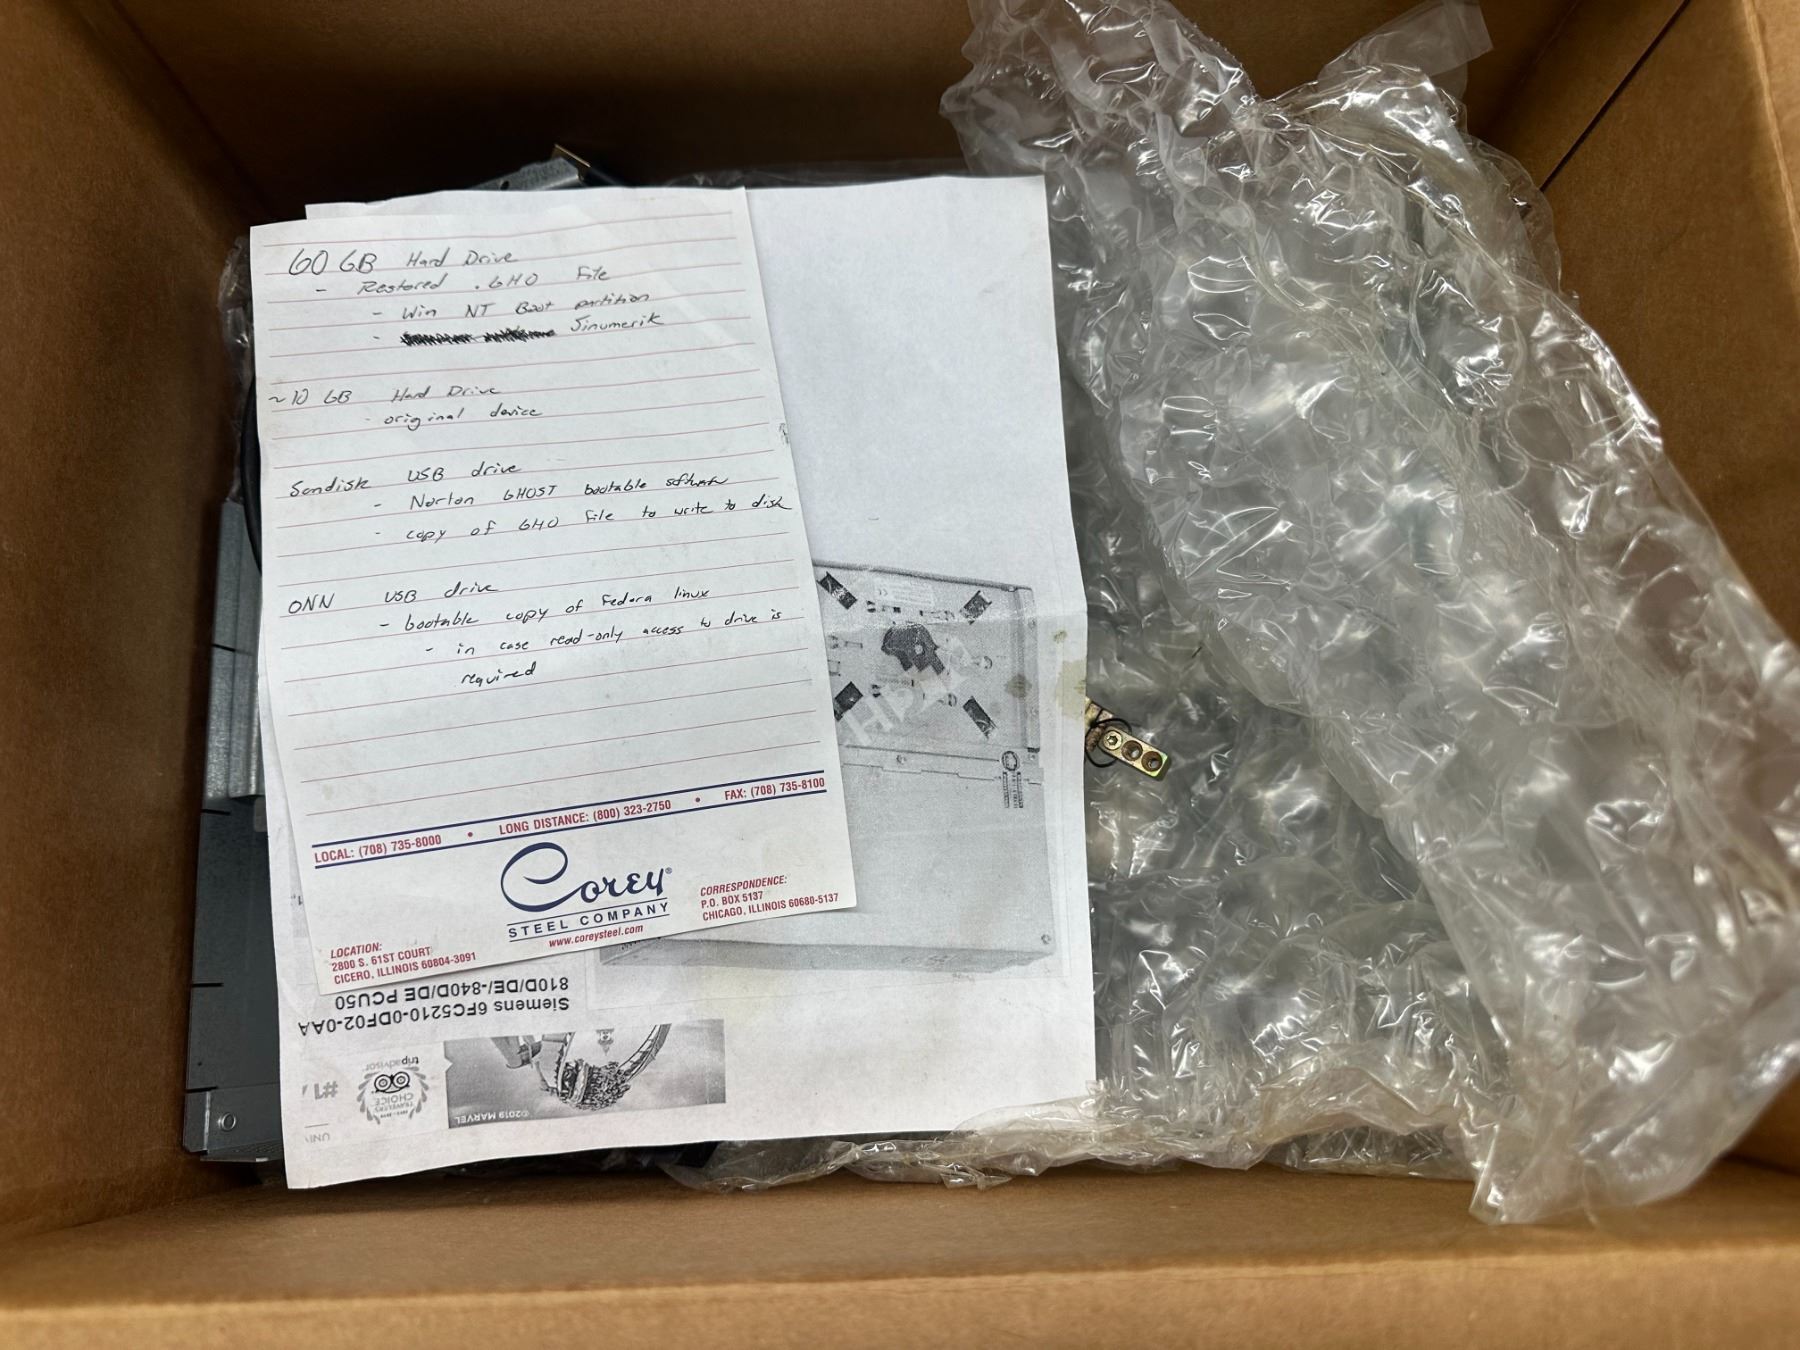 60 GB Hard Drive
- Restored .GHO File
- Win NT Boot partition
- Sinumerik
~10 GB Hard Drive
- original device
Sandisk USB drive
- Norton GHOST bootable software
- copy of GHO file to write to disk
ONN USB drive
- bootable copy of Fedora linux
- in case read-only access to drive is
required
LOCAL: (708) 735-8000 • LONG DISTANCE: (800) 323-2750 • FAX: (708) 735-8100
Corey®
STEEL COMPANY
www.coreysteel.com
CORRESPONDENCE:
P.O. BOX 5137
CHICAGO, ILLINOIS 60680-5137
LOCATION:
2800 S. 61ST COURT
CICERO, ILLINOIS 60804-3091
Siemens 6FC5210-0DF02-0AA
810D/DE/-840D/DE PCU50
©2019 MARVEL
tripadvisor
TRAVELERS'
CHOICE
#1
UNI